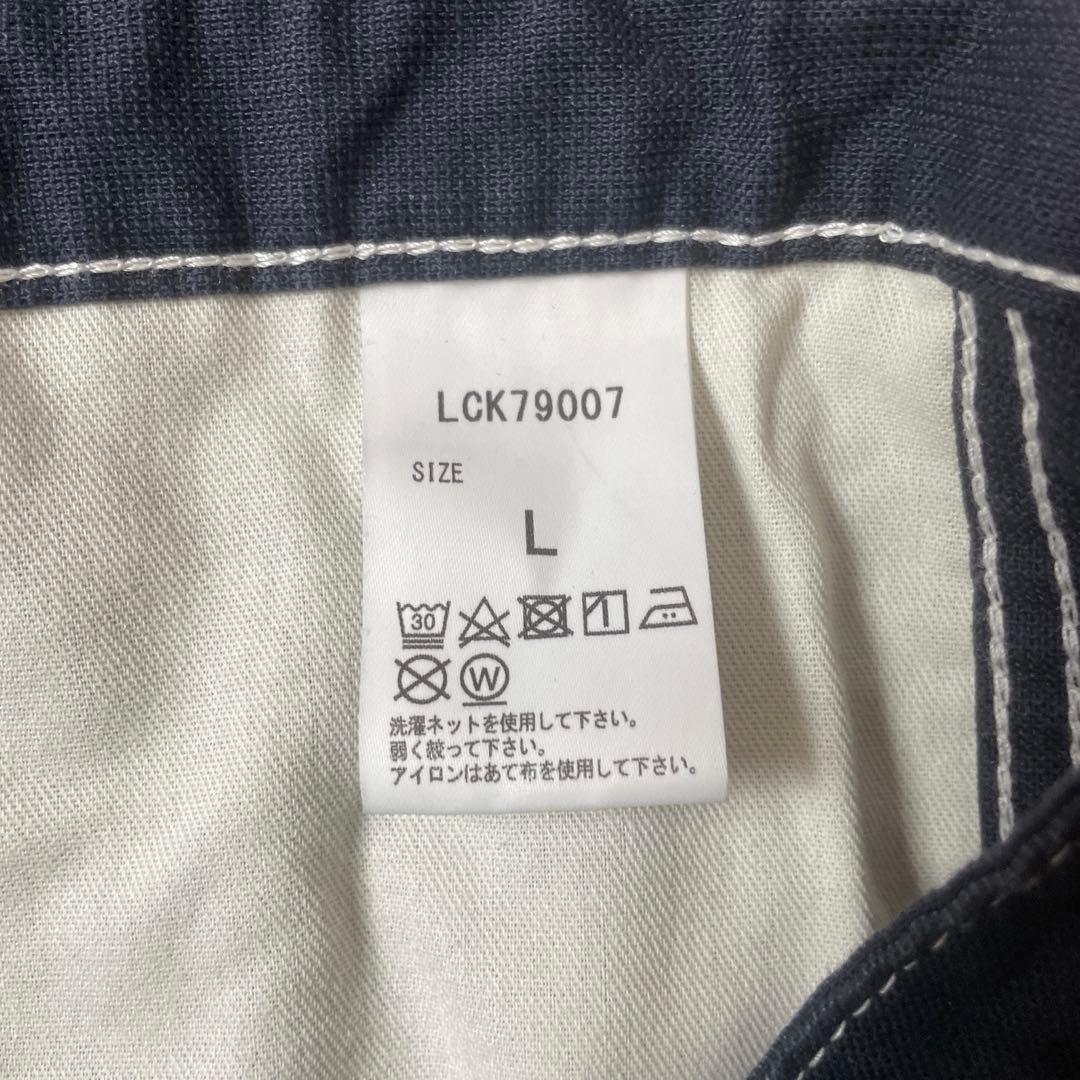 LCK79007
SIZE
L
30
W
洗濯ネットを使用して下さい。
弱く絞って下さい。
アイロンはあて布を使用して下さい。